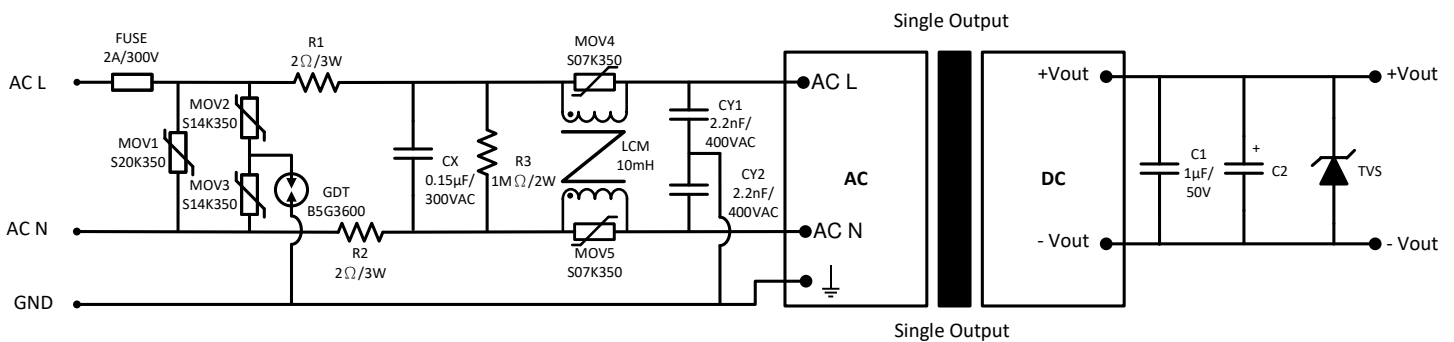 Single Output
FUSE
2A/300V
R1
2Ω/3W
MOV4
S07K350
AC L
AC L
+Vout
+Vout
MOV2
S14K350
MOV1
S20K350
CY1
2.2nF/
400VAC
CX
0.15μF/
300VAC
R3
1MΩ/2W
LCM
10mH
AC
DC
C1
1μF/
50V
+
C2
TVS
MOV3
S14K350
GDT
B5G3600
CY2
2.2nF/
400VAC
AC N
AC N
- Vout
- Vout
R2
2Ω/3W
MOV5
S07K350
GND
Single Output